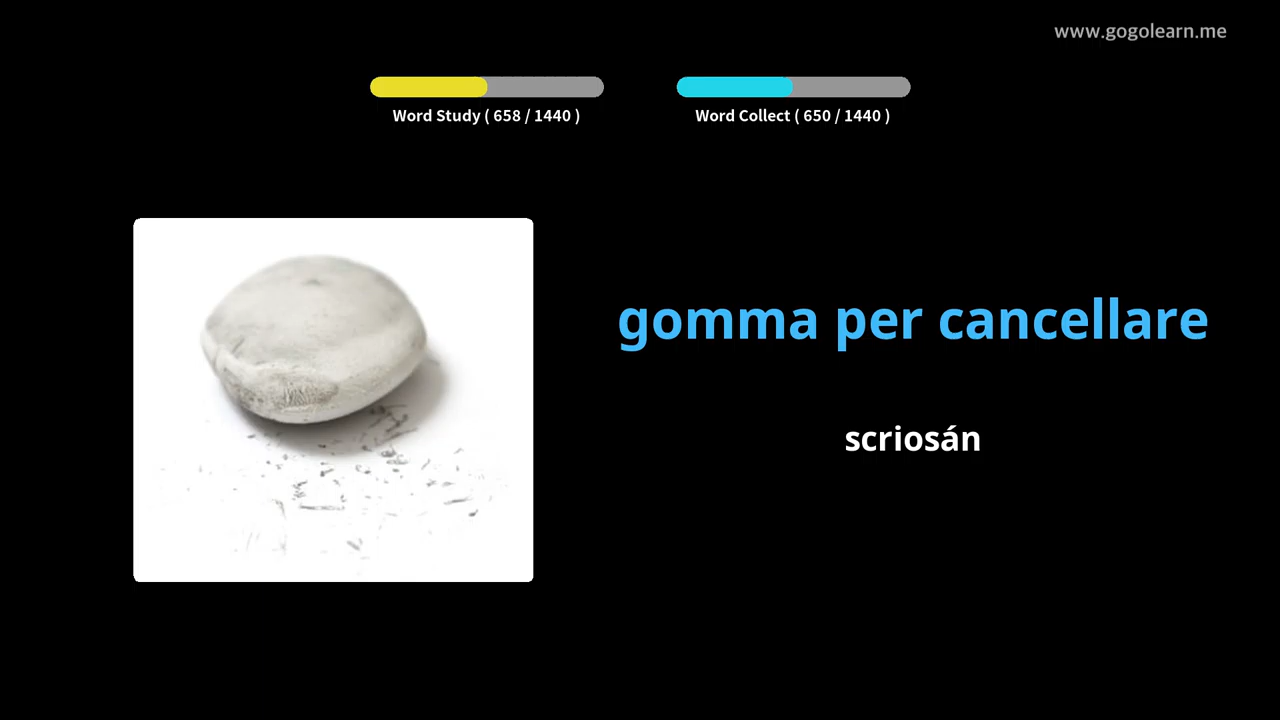 www.gogolearn.me
Word Study ( 658 / 1440 )
Word Collect ( 650 / 1440 )
gomma per cancellare
scriosán